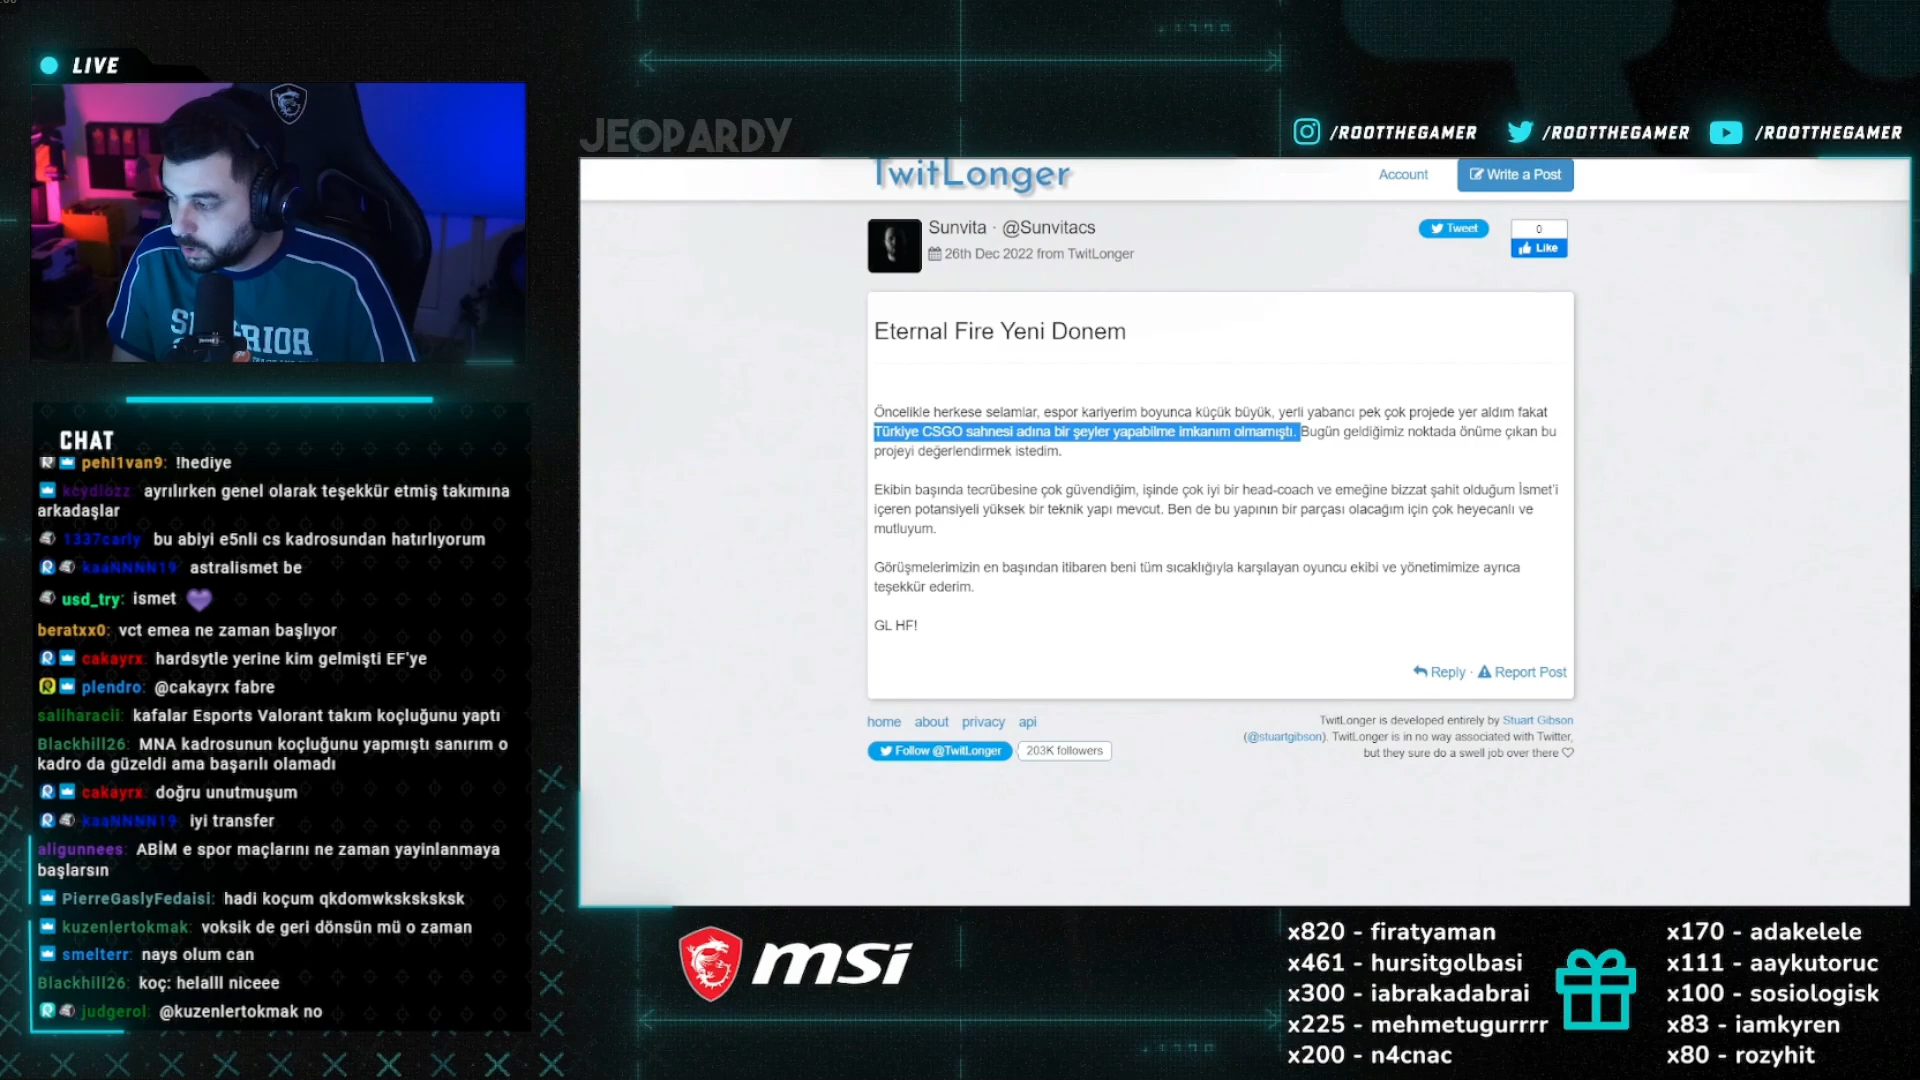 LIVE
JEOPARDY
/ROOTTHEGAMER
/ROOTTHEGAMER
/ROOTTHEGAMER
TwitLonger
Account
Write a Post
Sunvita · @Sunvitacs
26th Dec 2022 from TwitLonger
Tweet
0
Like
Eternal Fire Yeni Donem
Öncelikle herkese selamlar, espor kariyerim boyunca küçük büyük, yerli yabancı pek çok projede yer aldım fakat
Türkiye CSGO sahnesi adına bir şeyler yapabilme imkanım olmamıştı. Bugün geldiğimiz noktada önüme çıkan bu
projeyi değerlendirmek istedim.
Ekibin başında tecrübesine çok güvendiğim, işinde çok iyi bir head-coach ve emeğine bizzat şahit olduğum İsmet'i
içeren potansiyeli yüksek bir teknik yapı mevcut. Ben de bu yapının bir parçası olacağım için çok heyecanlı ve
mutluyum.
Görüşmelerimizin en başından itibaren beni tüm sıcaklığıyla karşılayan oyuncu ekibi ve yönetimimize ayrıca
teşekkür ederim.
GL HF!
Reply · Report Post
home about privacy api
Follow @TwitLonger
203K followers
TwitLonger is developed entirely by Stuart Gibson
(@stuartgibson). TwitLonger is in no way associated with Twitter,
but they sure do a swell job over there
CHAT
pehl1van9: !hediye
kcydlozz ayrılırken genel olarak teşekkür etmiş takımına
arkadaşlar
1337carly bu abiyi e5nli cs kadrosundan hatırlıyorum
kaaNNNN19 astralismet be
usd_try: ismet
beratxx0: vct emea ne zaman başlıyor
cakayrx: hardsytle yerine kim gelmişti EF'ye
plendro: @cakayrx fabre
saliharacii: kafalar Esports Valorant takım koçluğunu yaptı
Blackhill26: MNA kadrosunun koçluğunu yapmıştı sanırım o
kadro da güzeldi ama başarılı olamadı
cakayrx: doğru unutmuşum
kaaNNNN19: iyi transfer
aligunnees: ABİM e spor maçlarını ne zaman yayinlanmaya
başlarsın
PierreGaslyFedaisi: hadi koçum qkdomwksksksksk
kuzenlertokmak: voksik de geri dönsün mü o zaman
smelterr: nays olum can
Blackhill26: koç: helalll niceee
judgerol: @kuzenlertokmak no
msi
x820 - firatyaman
x461 - hursitgolbasi
x300 - iabrakadabrai
x225 - mehmetugurrrr
x200 - n4cnac
x170 - adakelele
x111 - aaykutoruc
x100 - sosiologisk
x83 - iamkyren
x80 - rozyhit